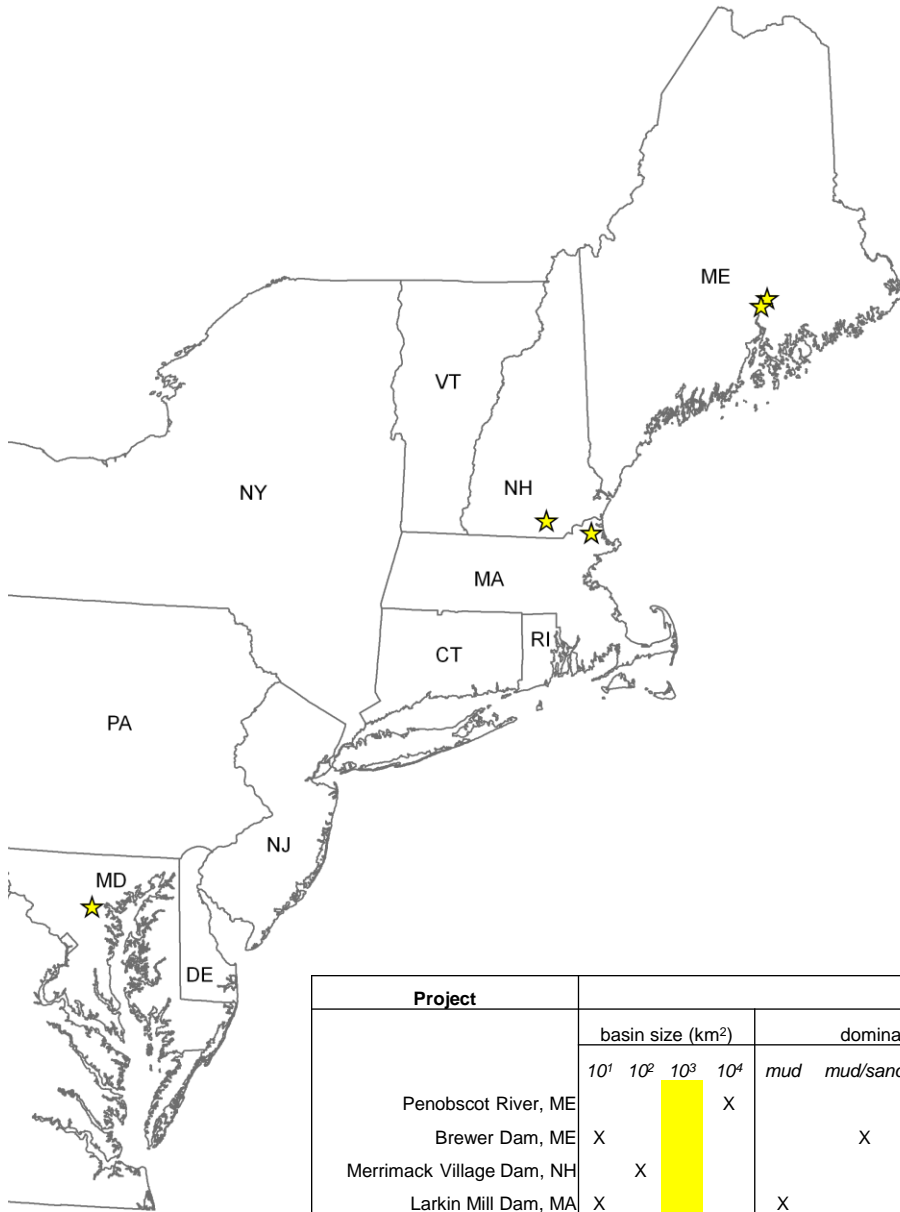 ME
VT
NH
NY
MA
RI
CT
PA
NJ
MD
DE
Project
basin size (km²) domina
10¹ 10² 10³ 10⁴ mud mud/sand
Penobscot River, ME X
Brewer Dam, ME X X
Merrimack Village Dam, NH X
Larkin Mill Dam, MA X X